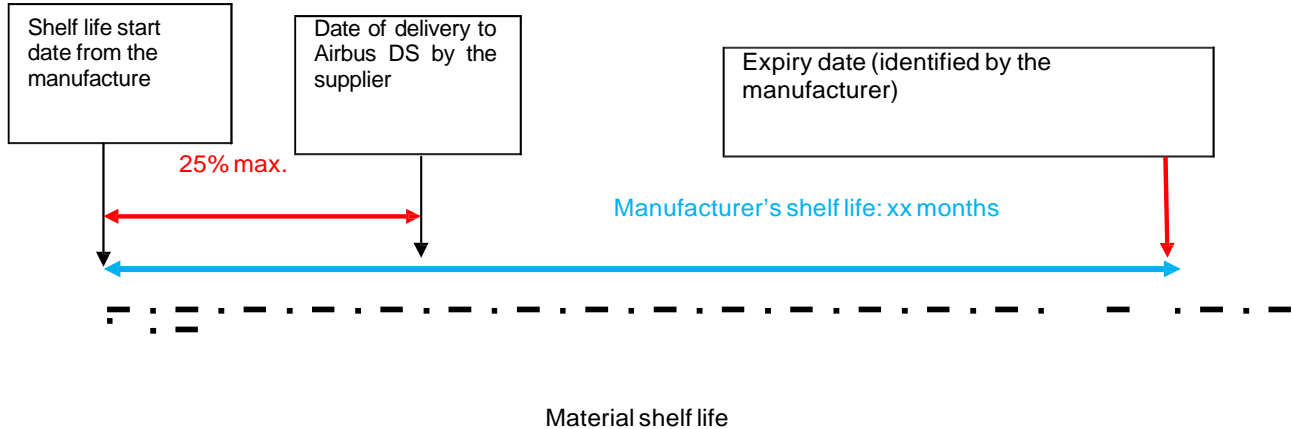 Shelf life start
date from the
manufacture
Date of delivery to
Airbus DS by the
supplier
Expiry date (identified by the
manufacturer)
25% max.
Manufacturer's shelf life: xx months
Material shelf life